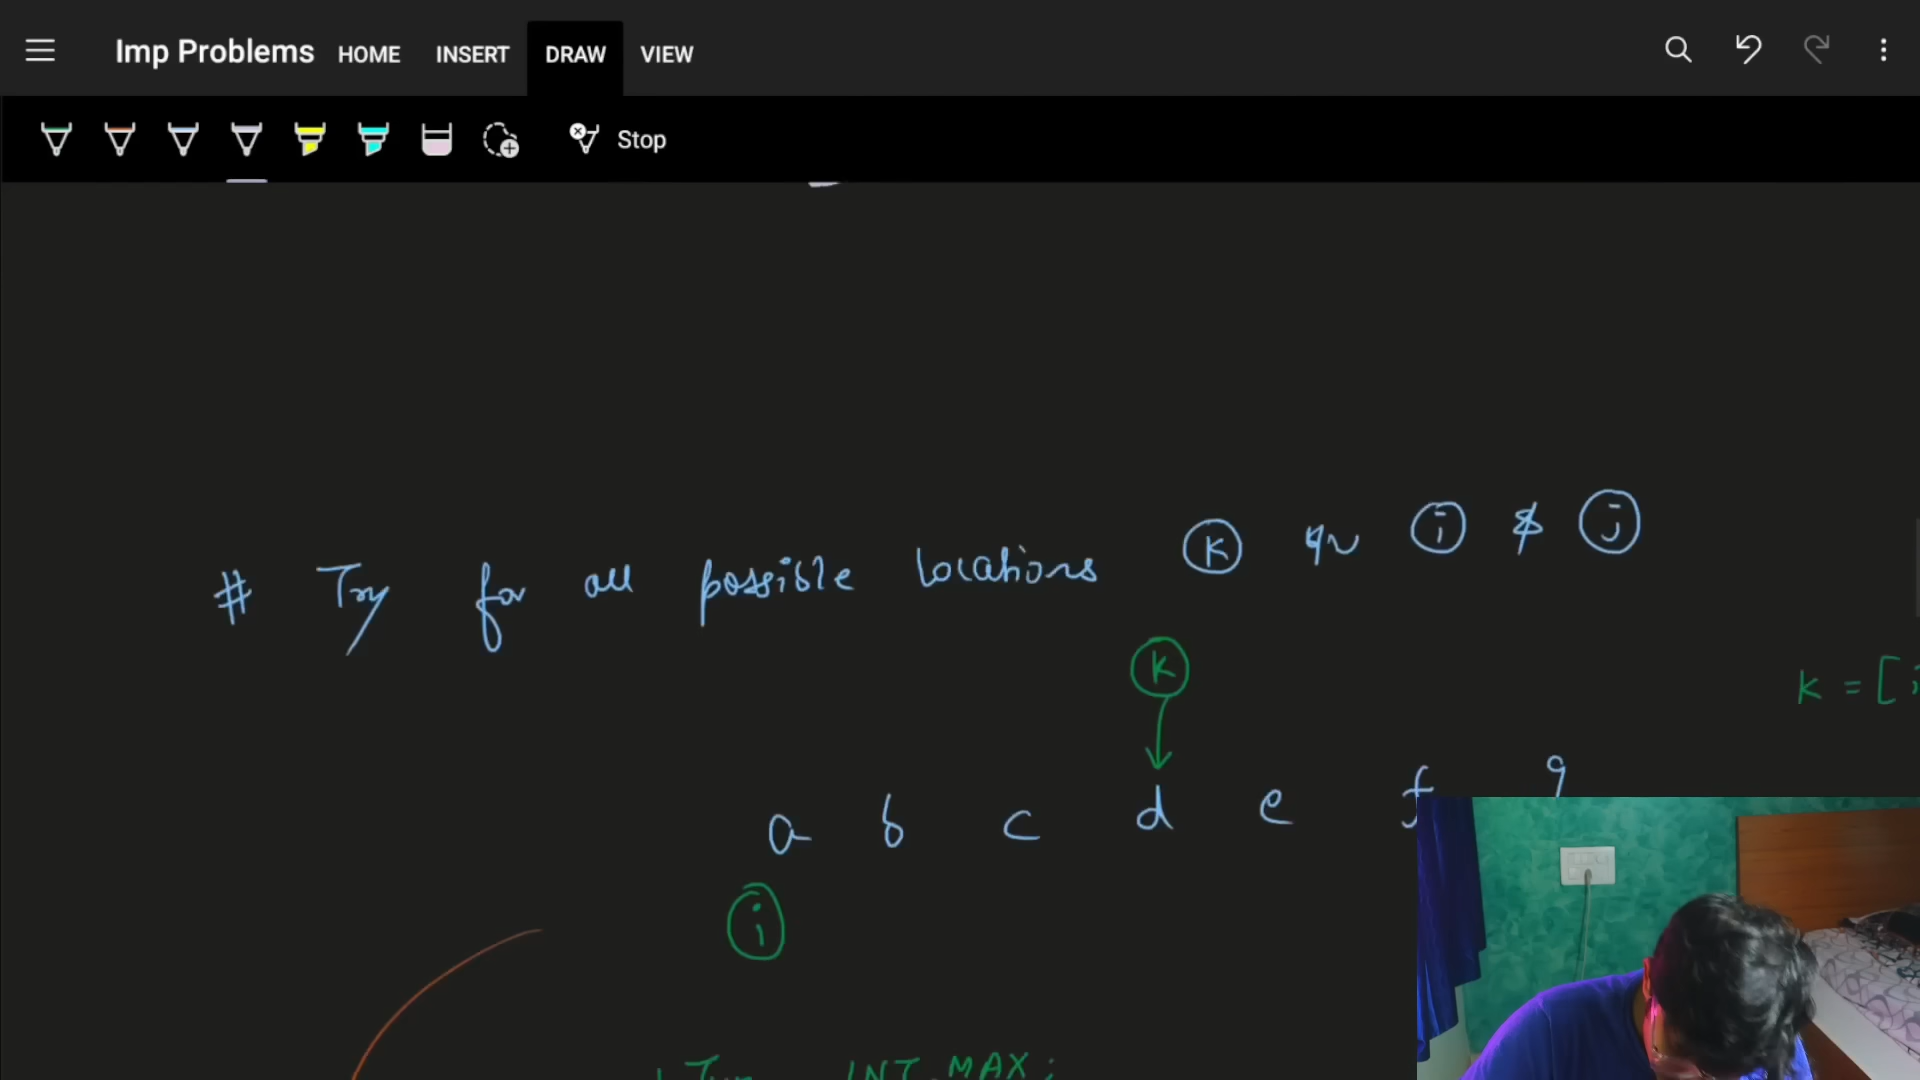 Imp Problems HOME INSERT DRAW VIEW
Stop
# Try for all possible locations k i & j
k
k = [i
a b c d e f g
i
INT_MAX;